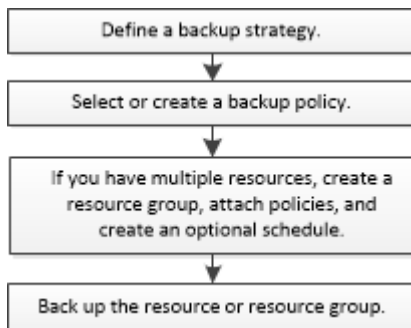 Define a backup strategy.
Select or create a backup policy.
If you have multiple resources, create a
resource group, attach policies, and
create an optional schedule.
Back up the resource or resource group.